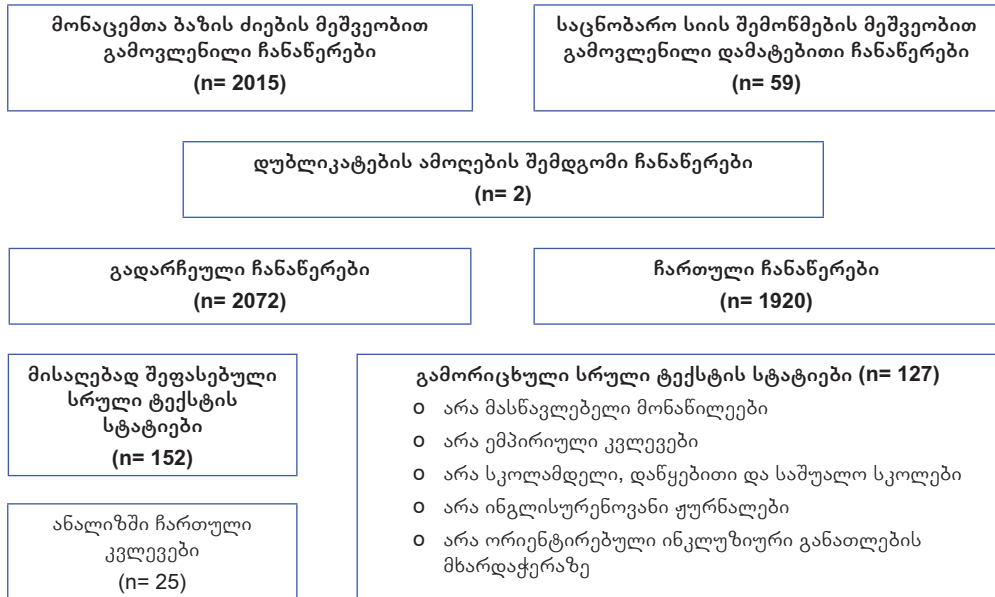 მონაცემთა ბაზის ძიების მეშვეობით
გამოვლენილი ჩანაწერები
(n= 2015)
საცნობარო სიის შემოწმების მეშვეობით
გამოვლენილი დამატებითი ჩანაწერები
(n= 59)
დუბლიკატების ამოღების შემდგომი ჩანაწერები
(n= 2)
გადარჩეული ჩანაწერები
(n= 2072)
ჩართული ჩანაწერები
(n= 1920)
მისაღებად შეფასებული
სრული ტექსტის
სტატიები
(n= 152)
გამორიცხული სრული ტექსტის სტატიები (n= 127)
o არა მასწავლებელი მონაწილეები
o არა ემპირიული კვლევები
o არა სკოლამდელი, დაწყებითი და საშუალო სკოლები
o არა ინგლისურენოვანი ჟურნალები
o არა ორიენტირებული ინკლუზიური განათლების
მხარდაჭერაზე
ანალიზში ჩართული
კვლევები
(n= 25)